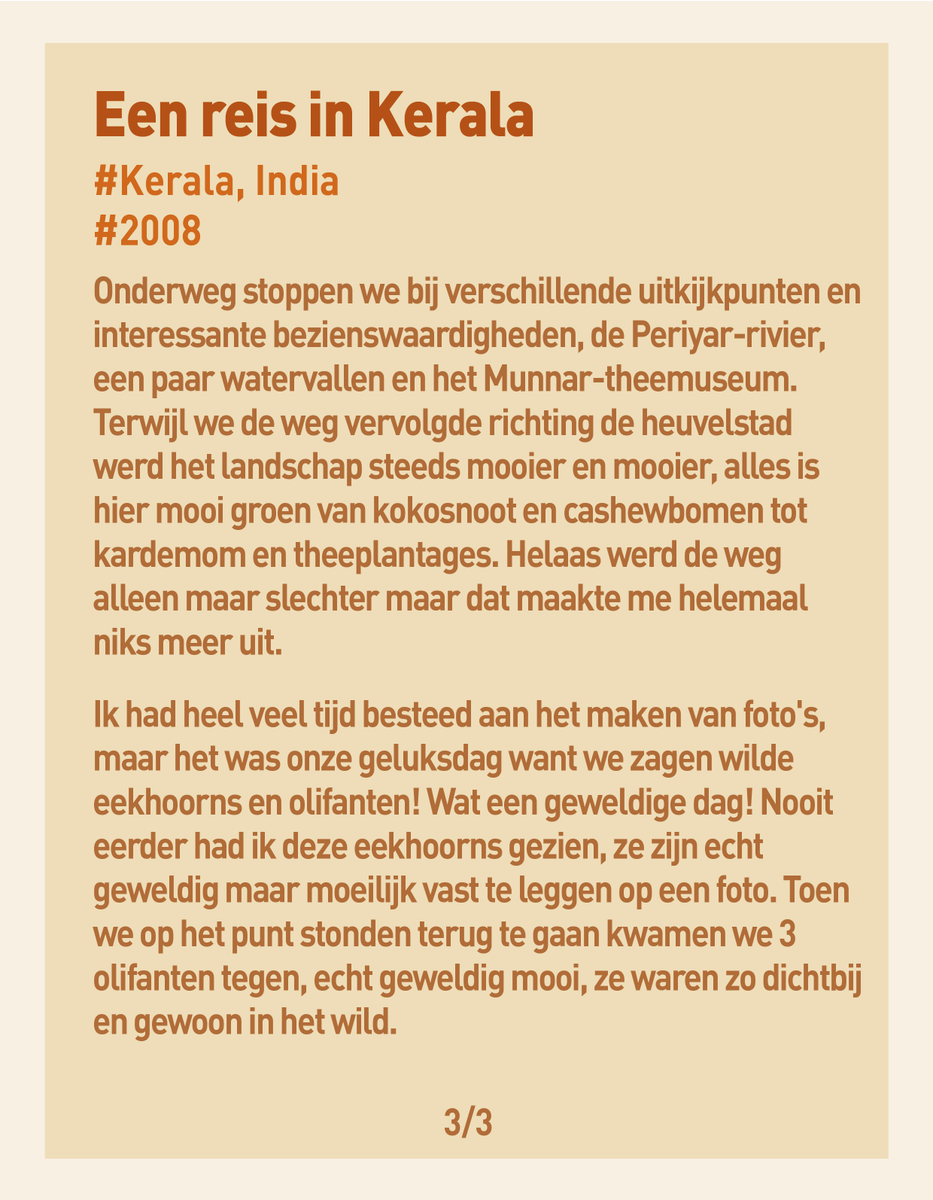 Een reis in Kerala
#Kerala, India
#2008
Onderweg stoppen we bij verschillende uitkijkpunten en
interessante bezienswaardigheden, de Periyar-rivier,
een paar watervallen en het Munnar-theemuseum.
Terwijl we de weg vervolgde richting de heuvelstad
werd het landschap steeds mooier en mooier, alles is
hier mooi groen van kokosnoot en cashewbomen tot
kardemom en theeplantages. Helaas werd de weg
alleen maar slechter maar dat maakte me helemaal
niks meer uit.
Ik had heel veel tijd besteed aan het maken van foto's,
maar het was onze geluksdag want we zagen wilde
eekhoorns en olifanten! Wat een geweldige dag! Nooit
eerder had ik deze eekhoorns gezien, ze zijn echt
geweldig maar moeilijk vast te leggen op een foto. Toen
we op het punt stonden terug te gaan kwamen we 3
olifanten tegen, echt geweldig mooi, ze waren zo dichtbij
en gewoon in het wild.
3/3